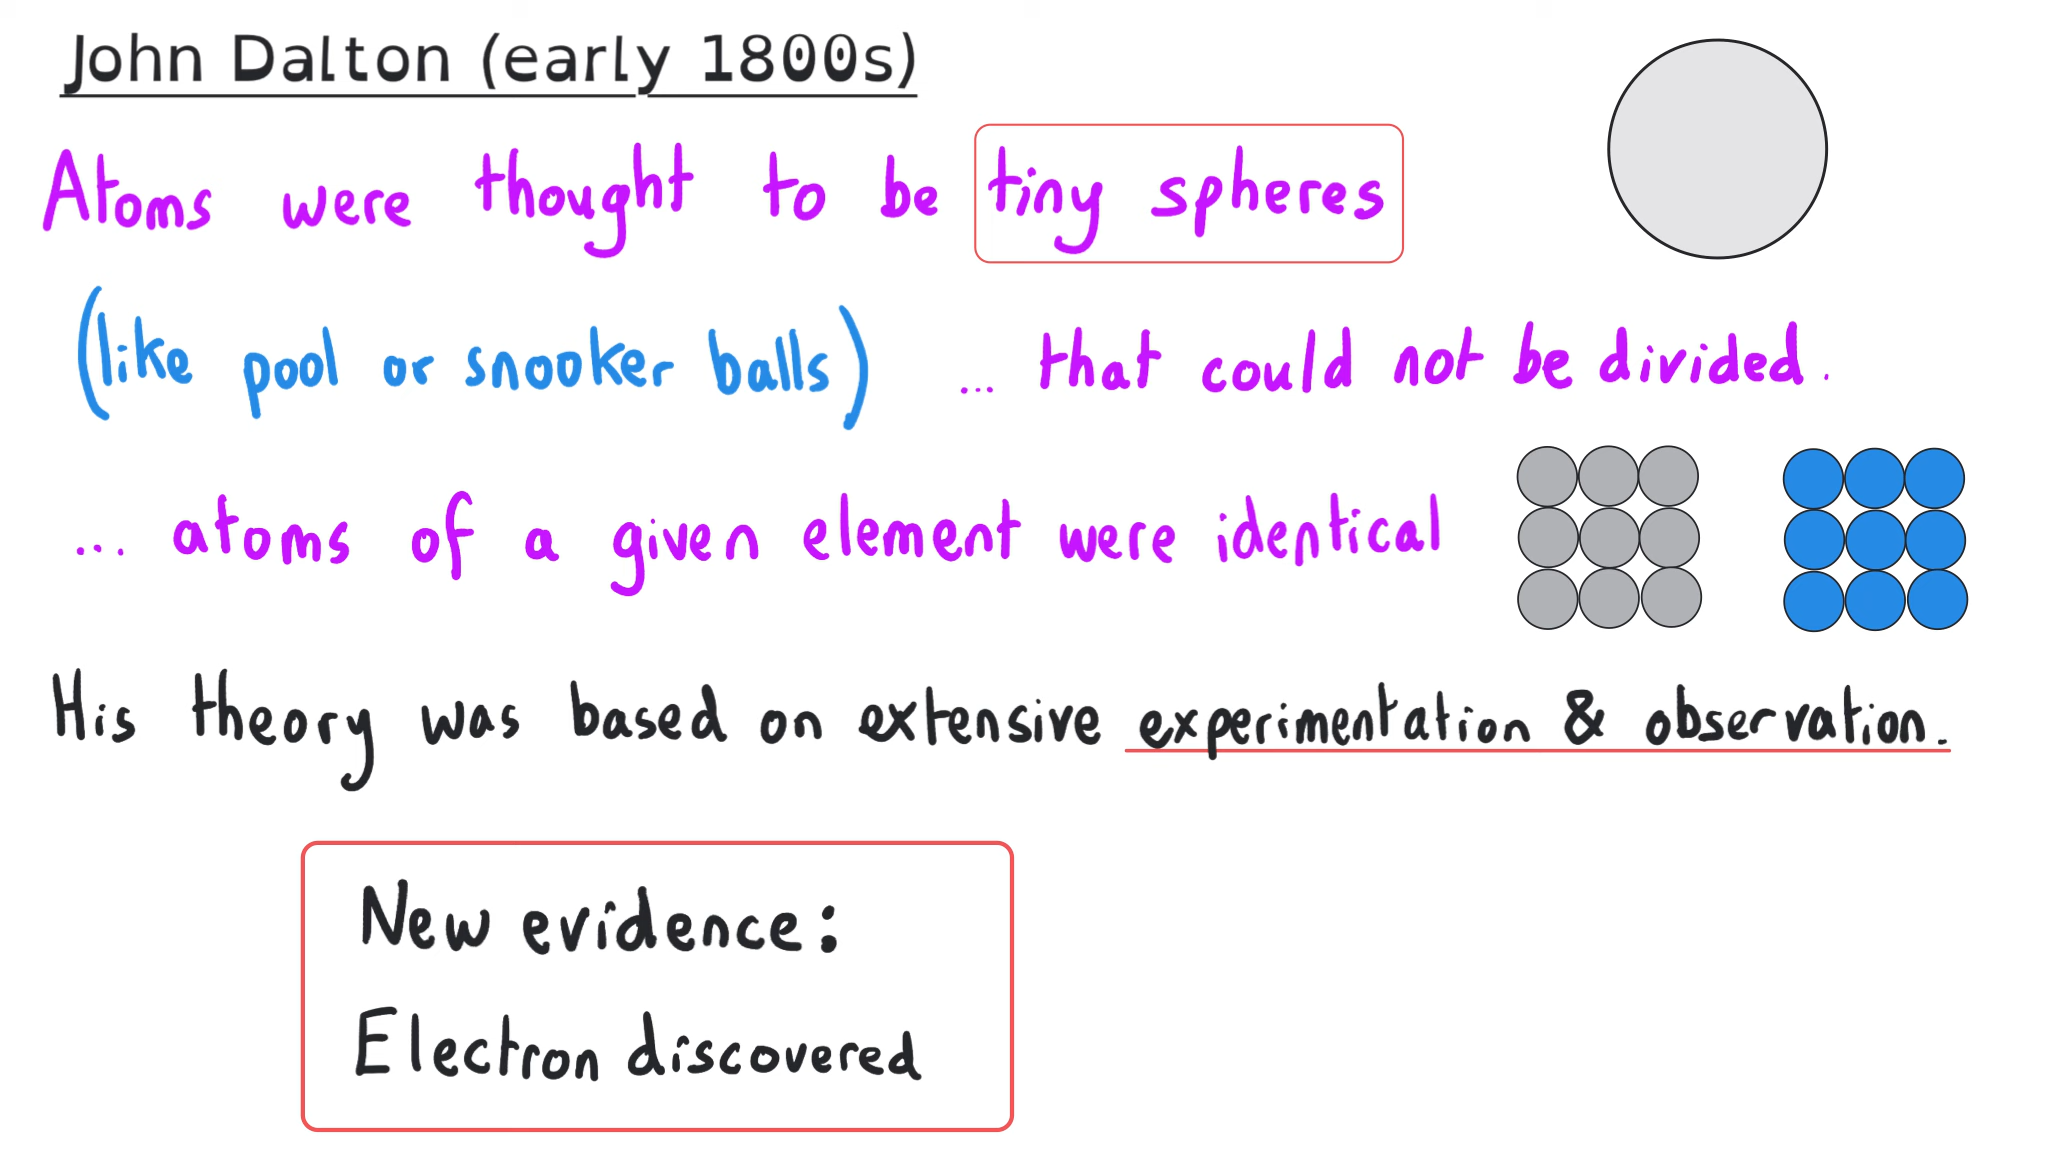 John Dalton (early 1800s)
Atoms were thought to be tiny spheres
(like pool or snooker balls) ... that could not be divided.
... atoms of a given element were identical
His theory was based on extensive experimentation & observation.
New evidence:
Electron discovered